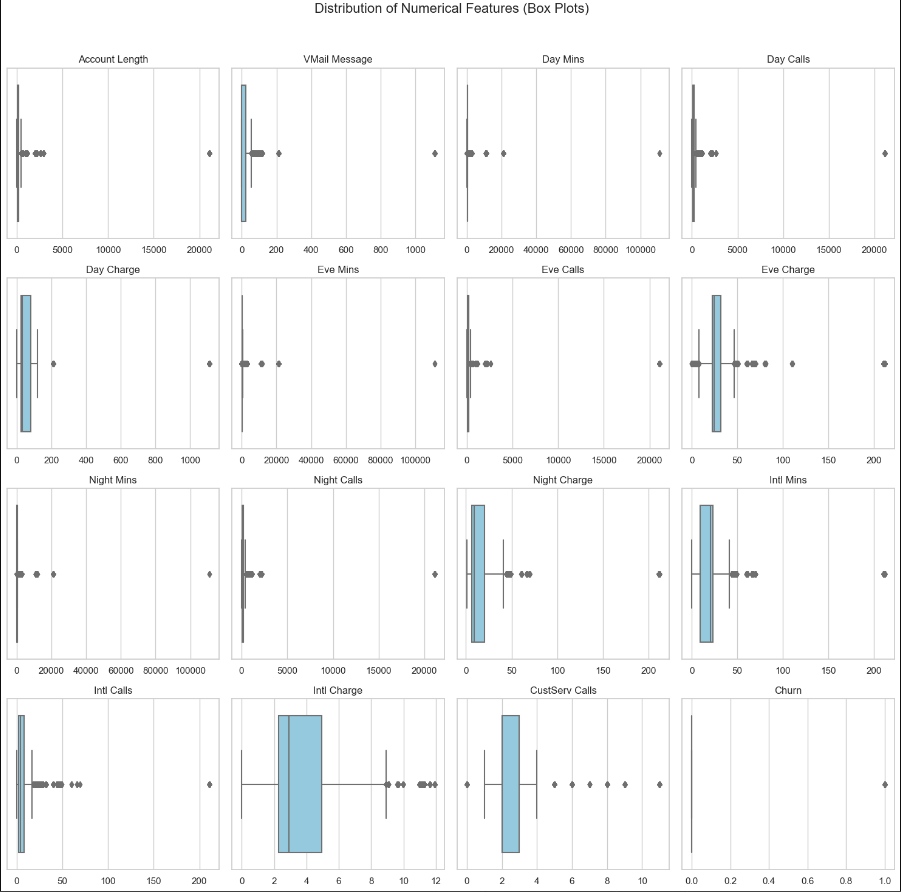 Distribution of Numerical Features (Box Plots)
Account Length VMail Message Day Mins Day Calls
0 5000 10000 15000 20000 0 200 400 600 800 1000 0 20000 40000 60000 80000 100000 0 5000 10000 15000 20000
Day Charge Eve Mins Eve Calls Eve Charge
0 200 400 600 800 1000 0 20000 40000 60000 80000 100000 0 5000 10000 15000 20000 0 50 100 150 200
Night Mins Night Calls Night Charge Intl Mins
0 20000 40000 60000 80000 100000 0 5000 10000 15000 20000 0 50 100 150 200 0 50 100 150 200
Intl Calls Intl Charge CustServ Calls Churn
0 50 100 150 200 0 2 4 6 8 10 12 0 2 4 6 8 10 0.0 0.2 0.4 0.6 0.8 1.0